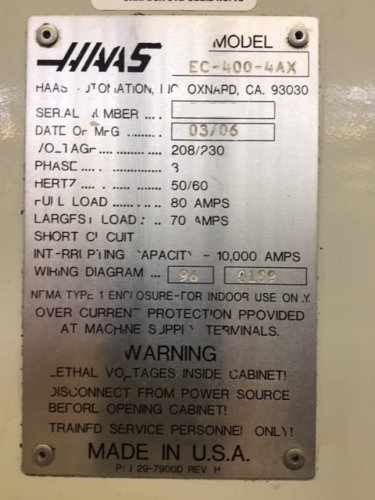 HAAS
MODEL
EC-400-4AX
HAAS AUTOMATION, INC. OXNARD, CA. 93030
SERIAL NUMBER ....
DATE OF MFG ........ 03/06
VOLTAGE ............. 208/230
PHASE ................ 3
HERTZ ................ 50/60
FULL LOAD ........... 80 AMPS
LARGEST LOAD : .. 70 AMPS
SHORT CIRCUIT
INTERRUPTING CAPACITY - 10,000 AMPS
WIRING DIAGRAM ... 96
NEMA TYPE 1 ENCLOSURE-FOR INDOOR USE ONLY.
OVER CURRENT PROTECTION PROVIDED
AT MACHINE SUPPLY TERMINALS.
WARNING
LETHAL VOLTAGES INSIDE CABINET!
DISCONNECT FROM POWER SOURCE
BEFORE OPENING CABINET!
TRAINED SERVICE PERSONNEL ONLY!
MADE IN U.S.A.
P/N 29-7900D REV H